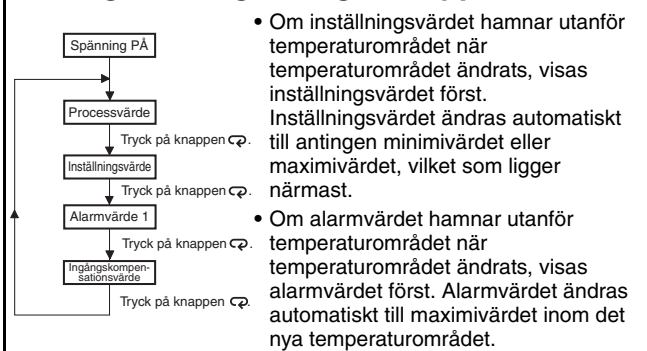 Spänning PÅ
Processvärde
Tryck på knappen
Inställningsvärde
Tryck på knappen
Alarmvärde 1
Tryck på knappen
Ingångskompen-
sationsvärde
Tryck på knappen
• Om inställningsvärdet hamnar utanför
temperaturområdet när
temperaturområdet ändrats, visas
inställningsvärdet först.
Inställningsvärdet ändras automatiskt
till antingen minimivärdet eller
maximivärdet, vilket som ligger
närmast.
• Om alarmvärdet hamnar utanför
temperaturområdet när
temperaturområdet ändrats, visas
alarmvärdet först. Alarmvärdet ändras
automatiskt till maximivärdet inom det
nya temperaturområdet.